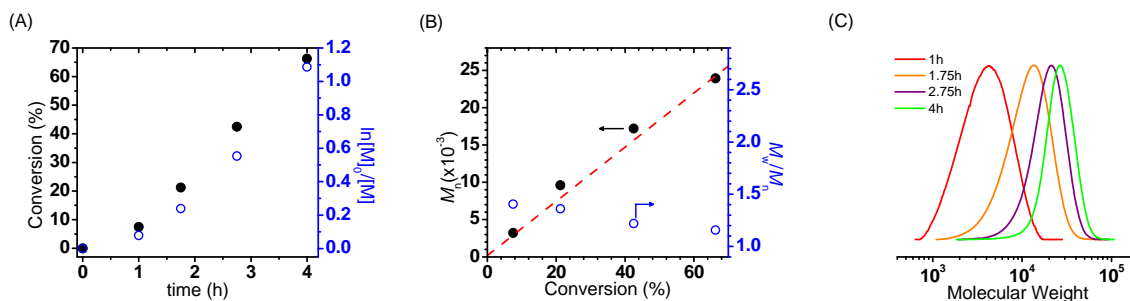 (A)
Conversion (%)
70
60
50
40
30
20
10
0
0
1
2
3
4
time (h)
1.2
1.0
0.8
0.6
0.4
0.2
0.0
ln[M]₀/[M]
(B)
Mₙ(x10⁻³)
25
20
15
10
5
0
0
20
40
60
Conversion (%)
2.5
2.0
1.5
1.0
M_w/Mₙ
(C)
1h
1.75h
2.75h
4h
10³
10⁴
10⁵
Molecular Weight